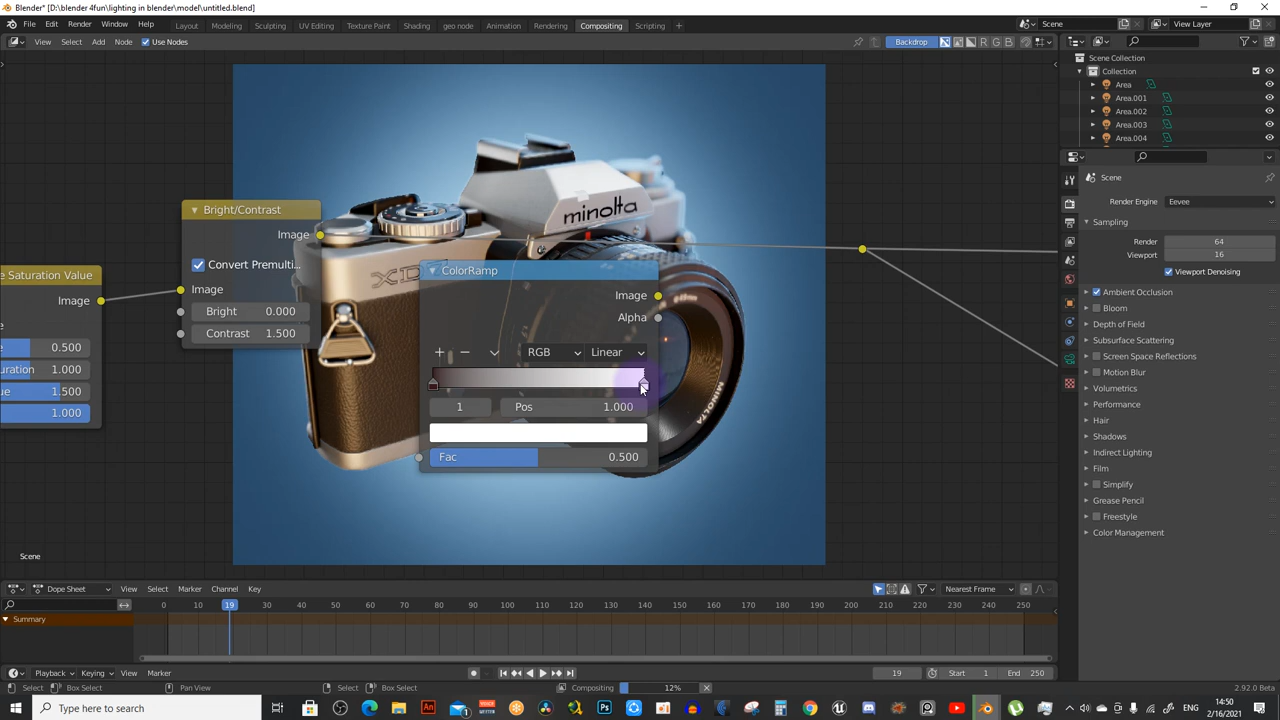 Blender* [D:\blender 4fun\lighting in blender\model\untitled.blend]
File Edit Render Window Help Layout Modeling Sculpting UV Editing Texture Paint Shading geo node Animation Rendering Compositing Scripting Scene View Layer
View Select Add Node Use Nodes Backdrop R G B
Scene Collection
Collection
Area
Area.001
Area.002
Area.003
Area.004
Scene
Render Engine Eevee
Sampling
Render 64
Viewport 16
Viewport Denoising
Ambient Occlusion
Bloom
Depth of Field
Subsurface Scattering
Screen Space Reflections
Motion Blur
Volumetrics
Performance
Hair
Shadows
Indirect Lighting
Film
Simplify
Grease Pencil
Freestyle
Color Management
e Saturation Value
Image
e
e 0.500
uration 1.000
ue 1.500
1.000
Bright/Contrast
Image
Convert Premulti...
Image
Bright 0.000
Contrast 1.500
minolta
XD
MINOLTA
ColorRamp
Image
Alpha
RGB Linear
1 Pos 1.000
Fac 0.500
Scene
Dope Sheet View Select Marker Channel Key Nearest Frame
0 10 19 30 40 50 60 70 80 90 100 110 120 130 140 150 160 170 180 190 200 210 220 230 240 250
Summary
Playback Keying View Marker 19 Start 1 End 250
Select Box Select Pan View Select Box Select Compositing 12% 2.92.0 Beta
Type here to search
14:50
2/16/2021